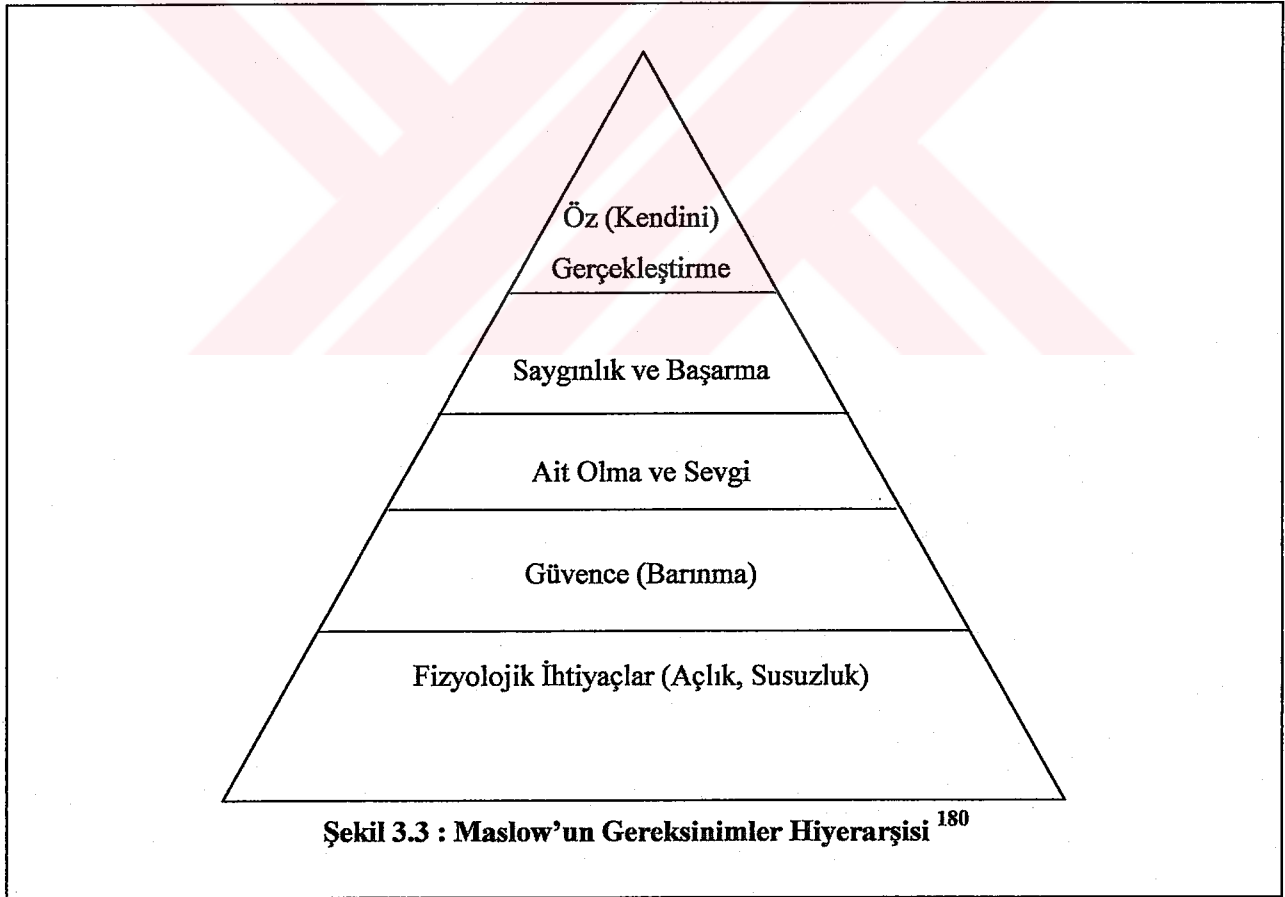 Öz (Kendini)
Gerçekleştirme
Saygınlık ve Başarma
Ait Olma ve Sevgi
Güvence (Barınma)
Fizyolojik İhtiyaçlar (Açlık, Susuzluk)
Şekil 3.3 : Maslow'un Gereksinimler Hiyerarşisi 180